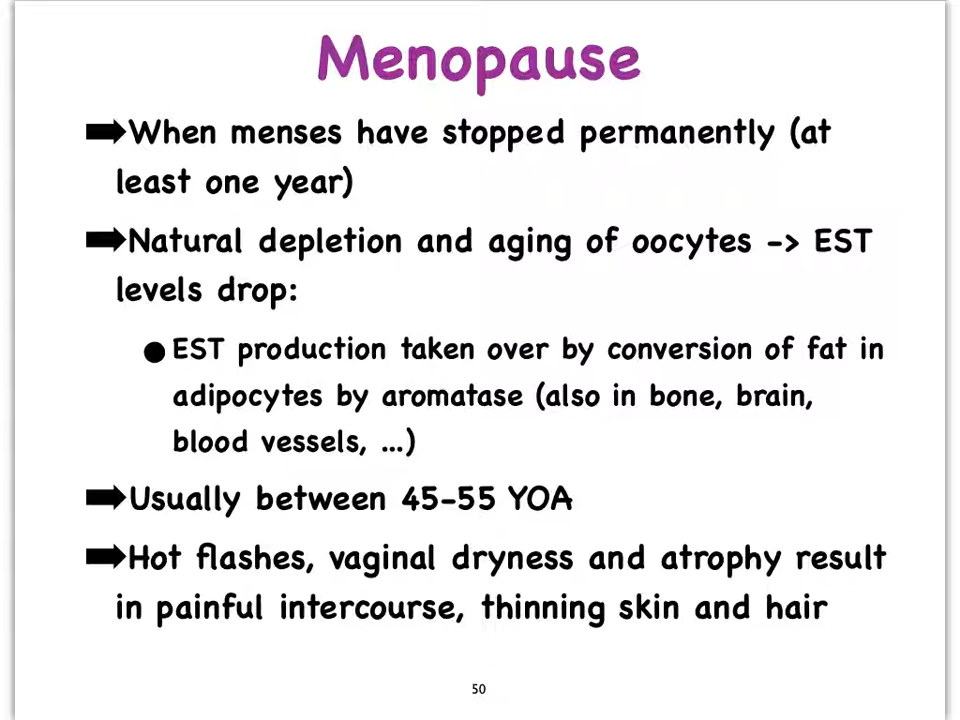 Menopause
➡When menses have stopped permanently (at
least one year)
➡Natural depletion and aging of oocytes -> EST
levels drop:
● EST production taken over by conversion of fat in
adipocytes by aromatase (also in bone, brain,
blood vessels, ...)
➡Usually between 45-55 YOA
➡Hot flashes, vaginal dryness and atrophy result
in painful intercourse, thinning skin and hair
50